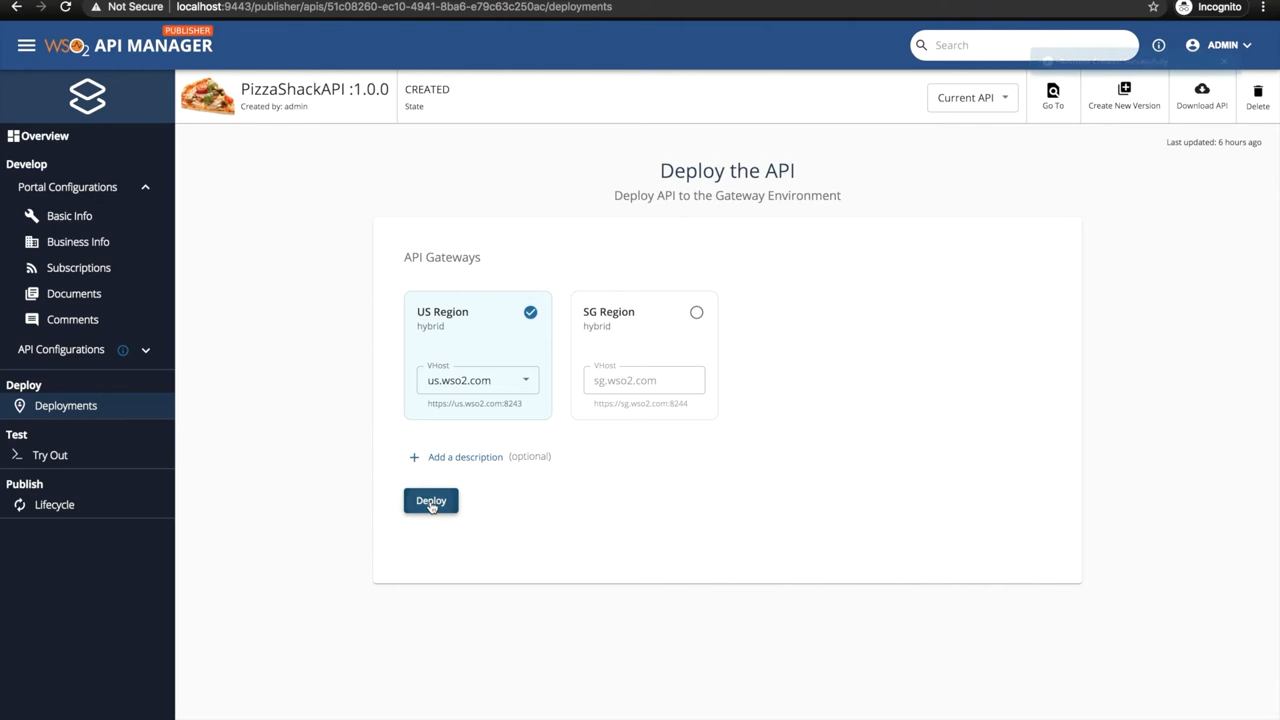 Not Secure
localhost:9443/publisher/apis/51c08260-ec10-4941-8ba6-e79c63c250ac/deployments
Incognito
PUBLISHER
WSO2 API MANAGER
Search
ADMIN
PizzaShackAPI :1.0.0
Created by: admin
CREATED
State
Current API
Go To
Create New Version
Download API
Delete
Overview
Develop
Portal Configurations
Basic Info
Business Info
Subscriptions
Documents
Comments
API Configurations
Deploy
Deployments
Test
Try Out
Publish
Lifecycle
Last updated: 6 hours ago
Deploy the API
Deploy API to the Gateway Environment
API Gateways
US Region
hybrid
VHost
us.wso2.com
https://us.wso2.com:8243
SG Region
hybrid
VHost
sg.wso2.com
https://sg.wso2.com:8244
Add a description (optional)
Deploy